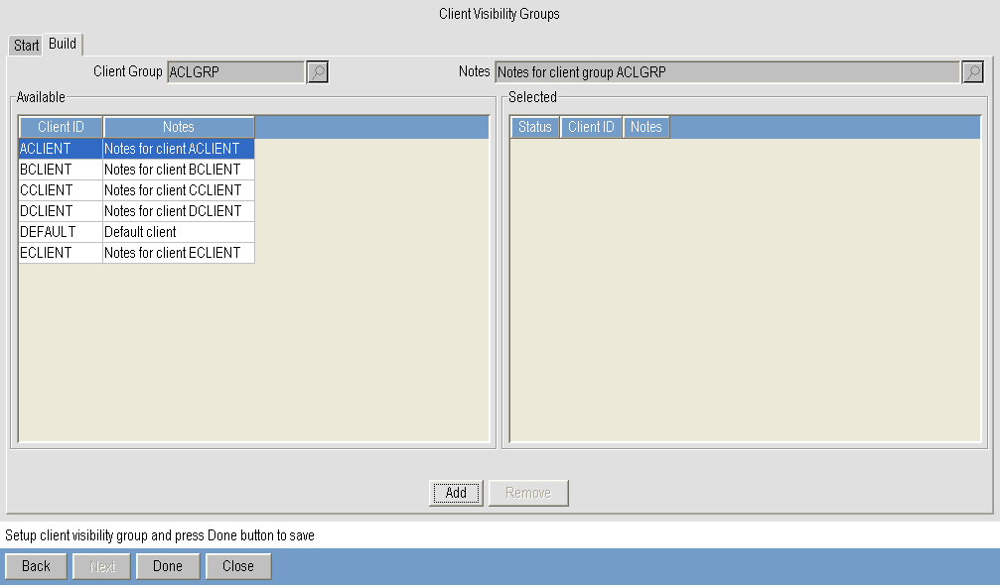 Client Visibility Groups
Start Build
Client Group ACLGRP Notes Notes for client group ACLGRP
Available Selected
Client ID Notes Status Client ID Notes
ACLIENT Notes for client ACLIENT
BCLIENT Notes for client BCLIENT
CCLIENT Notes for client CCLIENT
DCLIENT Notes for client DCLIENT
DEFAULT Default client
ECLIENT Notes for client ECLIENT
Add Remove
Setup client visibility group and press Done button to save
Back Next Done Close